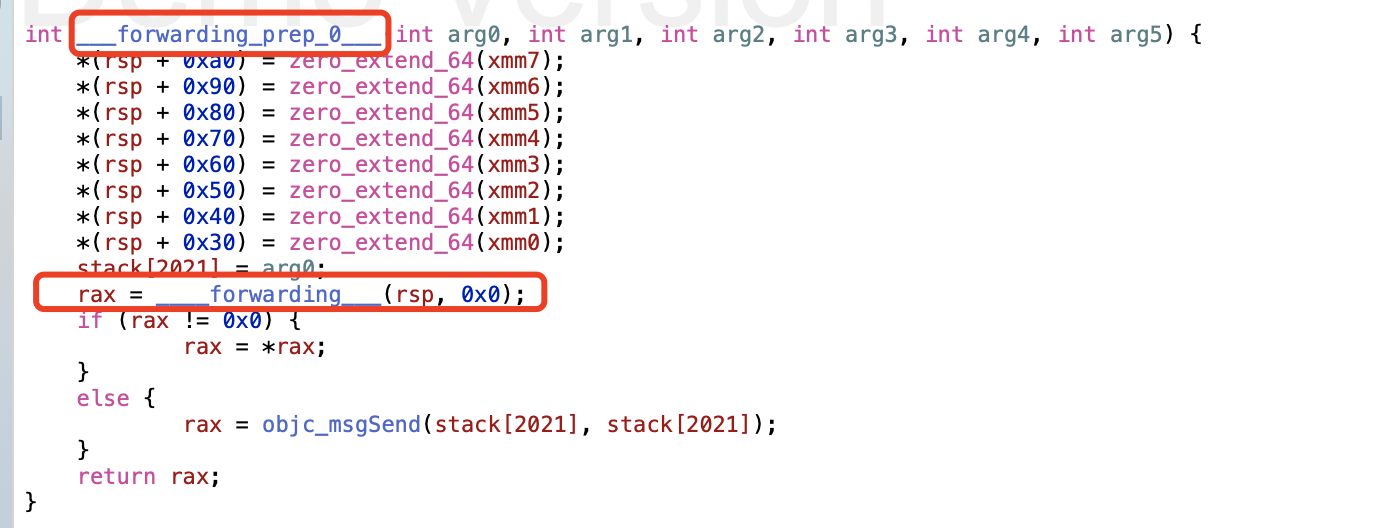 Demo Version
int ___forwarding_prep_0___(int arg0, int arg1, int arg2, int arg3, int arg4, int arg5) {
    *(rsp + 0xa0) = zero_extend_64(xmm7);
    *(rsp + 0x90) = zero_extend_64(xmm6);
    *(rsp + 0x80) = zero_extend_64(xmm5);
    *(rsp + 0x70) = zero_extend_64(xmm4);
    *(rsp + 0x60) = zero_extend_64(xmm3);
    *(rsp + 0x50) = zero_extend_64(xmm2);
    *(rsp + 0x40) = zero_extend_64(xmm1);
    *(rsp + 0x30) = zero_extend_64(xmm0);
    stack[2021] = arg0;
    rax = ____forwarding___(rsp, 0x0);
    if (rax != 0x0) {
            rax = *rax;
    }
    else {
            rax = objc_msgSend(stack[2021], stack[2021]);
    }
    return rax;
}